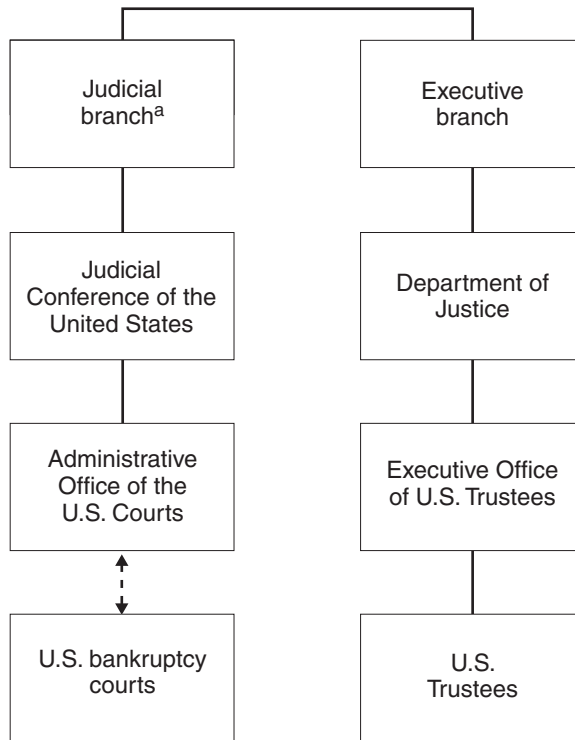 Judicial
branchᵃ
Executive
branch
Judicial
Conference of the
United States
Department of
Justice
Administrative
Office of the
U.S. Courts
Executive Office
of U.S. Trustees
U.S. bankruptcy
courts
U.S.
Trustees